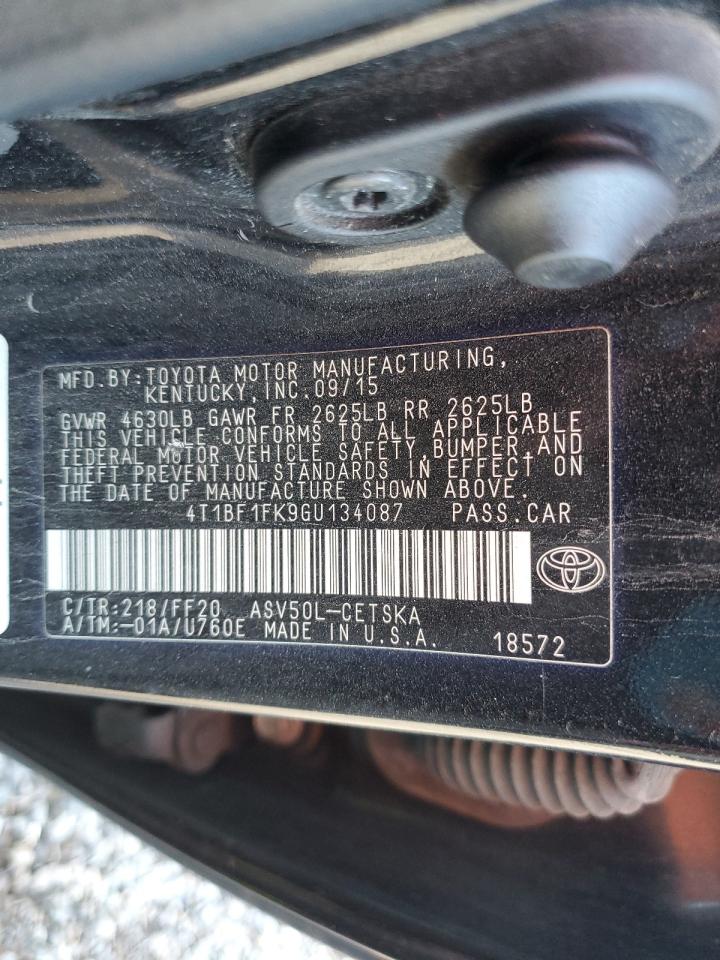 MFD.BY:TOYOTA MOTOR MANUFACTURING,
KENTUCKY,INC.09/15
GVWR 4630LB GAWR FR 2625LB RR 2625LB
THIS VEHICLE CONFORMS TO ALL APPLICABLE
FEDERAL MOTOR VEHICLE SAFETY,BUMPER,AND
THEFT PREVENTION STANDARDS IN EFFECT ON
THE DATE OF MANUFACTURE SHOWN ABOVE.
4T1BF1FK9GU134087 PASS.CAR
C/TR:218/FF20 ASV50L-CETSKA
A/TM:-01A/U760E MADE IN U.S.A. 18572